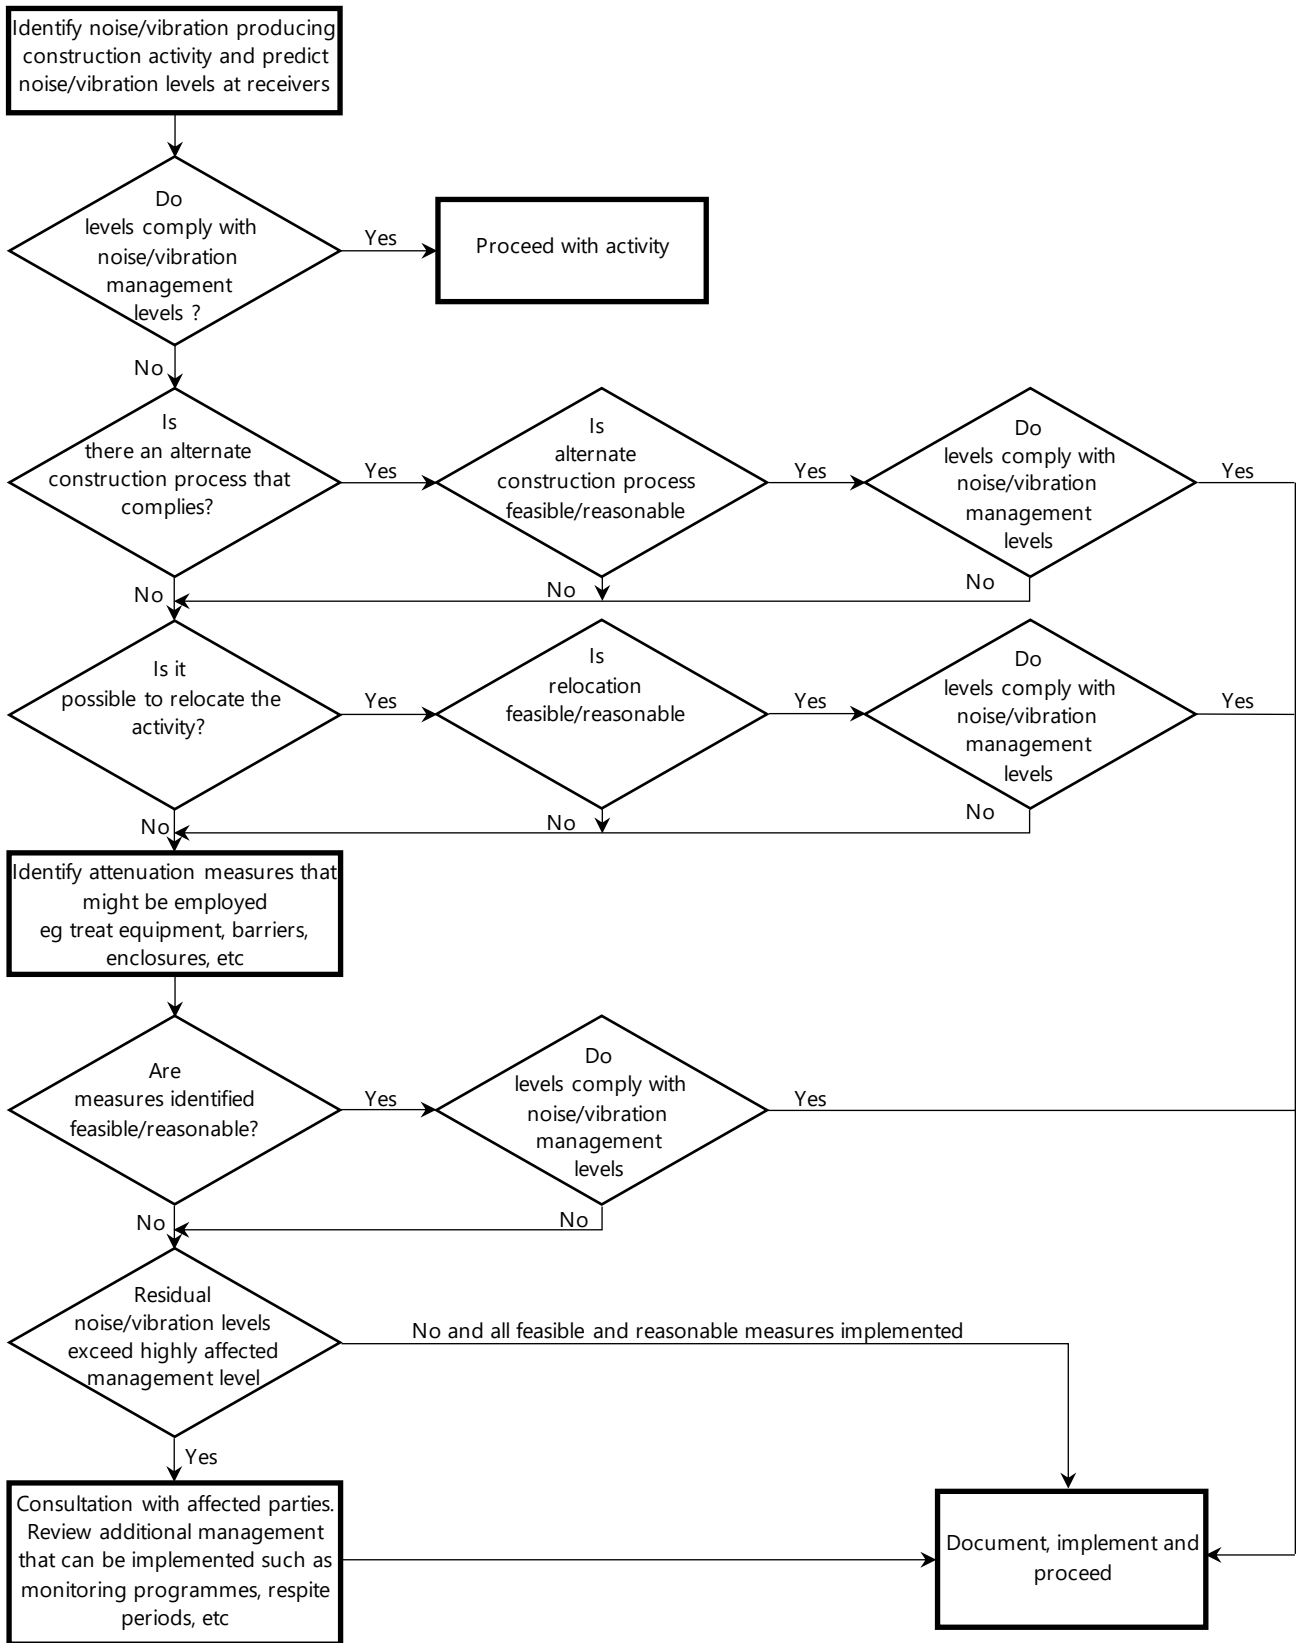 Identify noise/vibration producing
construction activity and predict
noise/vibration levels at receivers
Do
levels comply with
noise/vibration
management
levels ?
Yes
Proceed with activity
No
Is
there an alternate
construction process that
complies?
Yes
Is
alternate
construction process
feasible/reasonable
Yes
Do
levels comply with
noise/vibration
management
levels
Yes
No
No
No
Is it
possible to relocate the
activity?
Yes
Is
relocation
feasible/reasonable
Yes
Do
levels comply with
noise/vibration
management
levels
Yes
No
No
No
Identify attenuation measures that
might be employed
eg treat equipment, barriers,
enclosures, etc
Are
measures identified
feasible/reasonable?
Yes
Do
levels comply with
noise/vibration
management
levels
Yes
No
No
Residual
noise/vibration levels
exceed highly affected
management level
No and all feasible and reasonable measures implemented
Yes
Consultation with affected parties.
Review additional management
that can be implemented such as
monitoring programmes, respite
periods, etc
Document, implement and
proceed